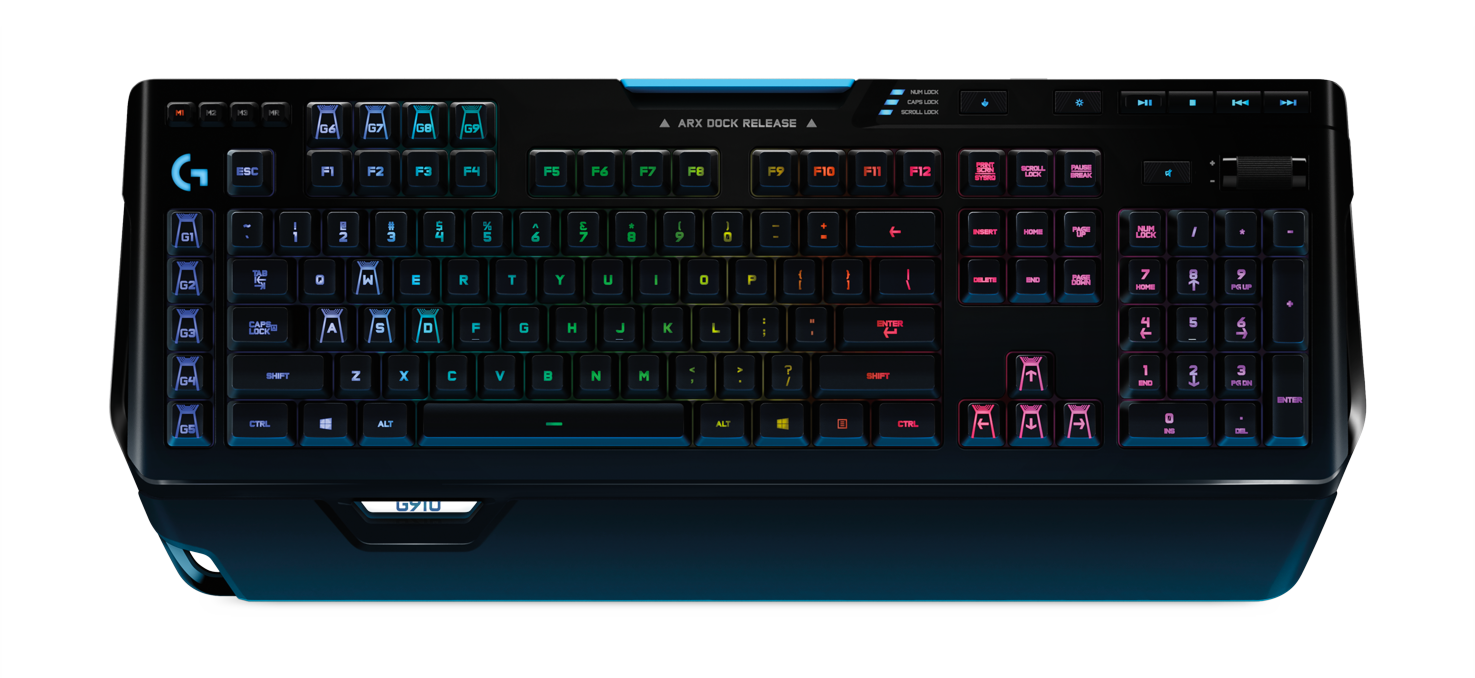 NUM LOCK
CAPS LOCK
SCROLL LOCK
M1 M2 M3 MR
G6 G7 G8 G9
▲ ARX DOCK RELEASE ▲
G ESC F1 F2 F3 F4 F5 F6 F7 F8 F9 F10 F11 F12
PRINT SCRN SYSRQ
SCROLL LOCK
PAUSE BREAK
G1 1 2 3 4 5 6 7 8 9 0 - = ←
! # $ % ^ * ( ) _ +
INSERT HOME PAGE UP
NUM LOCK / * -
G2 TAB Q W E R T Y U I O P { [ } ] \
DELETE END PAGE DOWN
7 HOME 8 ↑ 9 PG UP +
G3 CAPS LOCK A S D F G H J K L : ; " ' ENTER
4 ← 5 6 →
G4 SHIFT Z X C V B N M < , > . ? / SHIFT
↑
1 END 2 ↓ 3 PG DN ENTER
G5 CTRL ALT ALT CTRL
← ↓ →
0 INS . DEL
G910